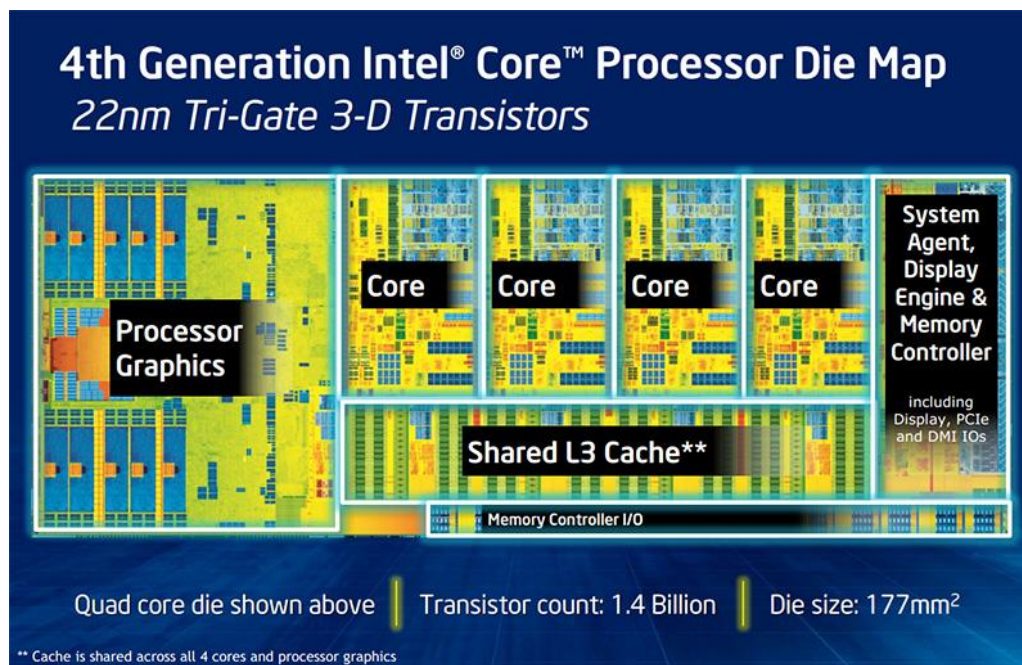 4th Generation Intel® Core™ Processor Die Map
22nm Tri-Gate 3-D Transistors
Processor
Graphics
Core
Core
Core
Core
System
Agent,
Display
Engine &
Memory
Controller
including
Display, PCIe
and DMI IOs
Shared L3 Cache**
Memory Controller I/O
Quad core die shown above
Transistor count: 1.4 Billion
Die size: 177mm²
** Cache is shared across all 4 cores and processor graphics